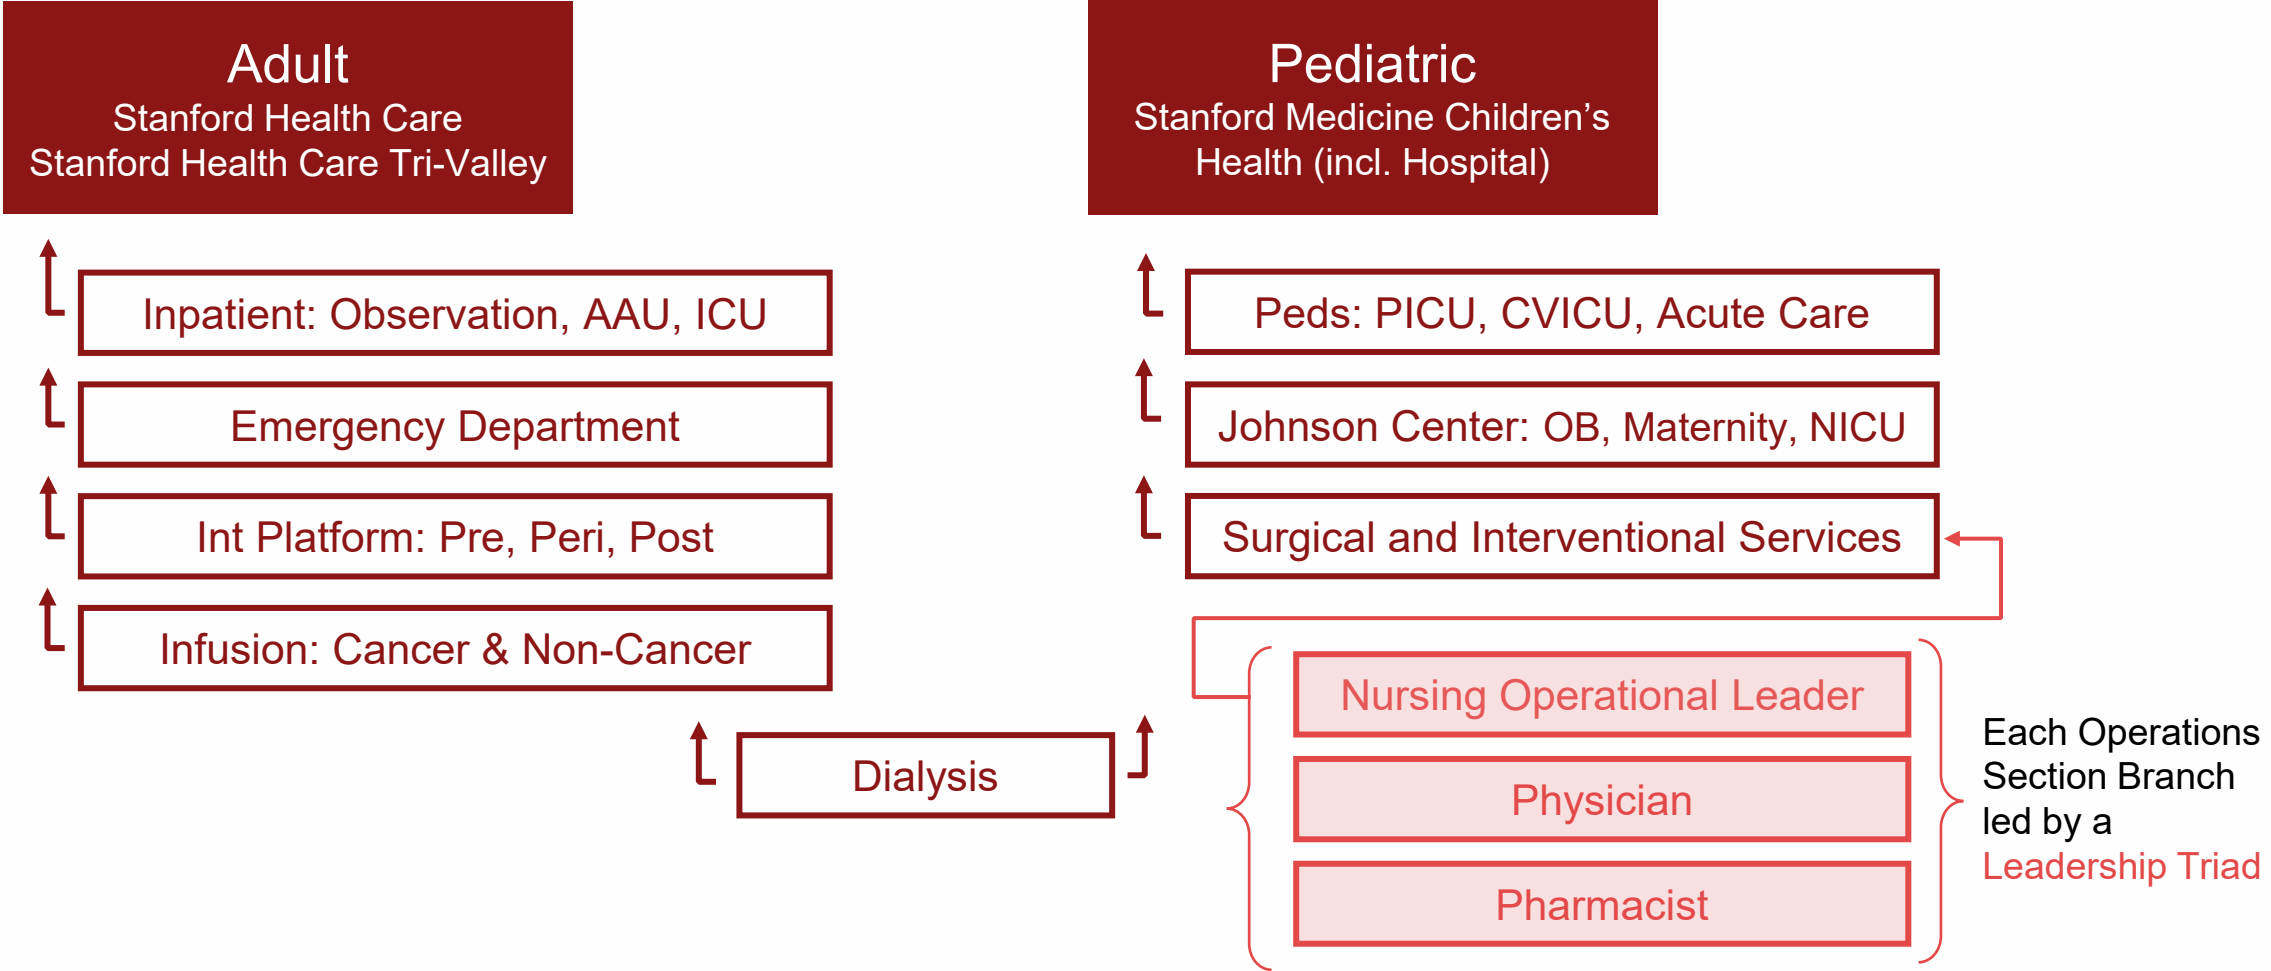 Adult
Stanford Health Care
Stanford Health Care Tri-Valley
Inpatient: Observation, AAU, ICU
Emergency Department
Int Platform: Pre, Peri, Post
Infusion: Cancer & Non-Cancer
Dialysis
Pediatric
Stanford Medicine Children’s
Health (incl. Hospital)
Peds: PICU, CVICU, Acute Care
Johnson Center: OB, Maternity, NICU
Surgical and Interventional Services
Nursing Operational Leader
Physician
Pharmacist
Each Operations
Section Branch
led by a
Leadership Triad